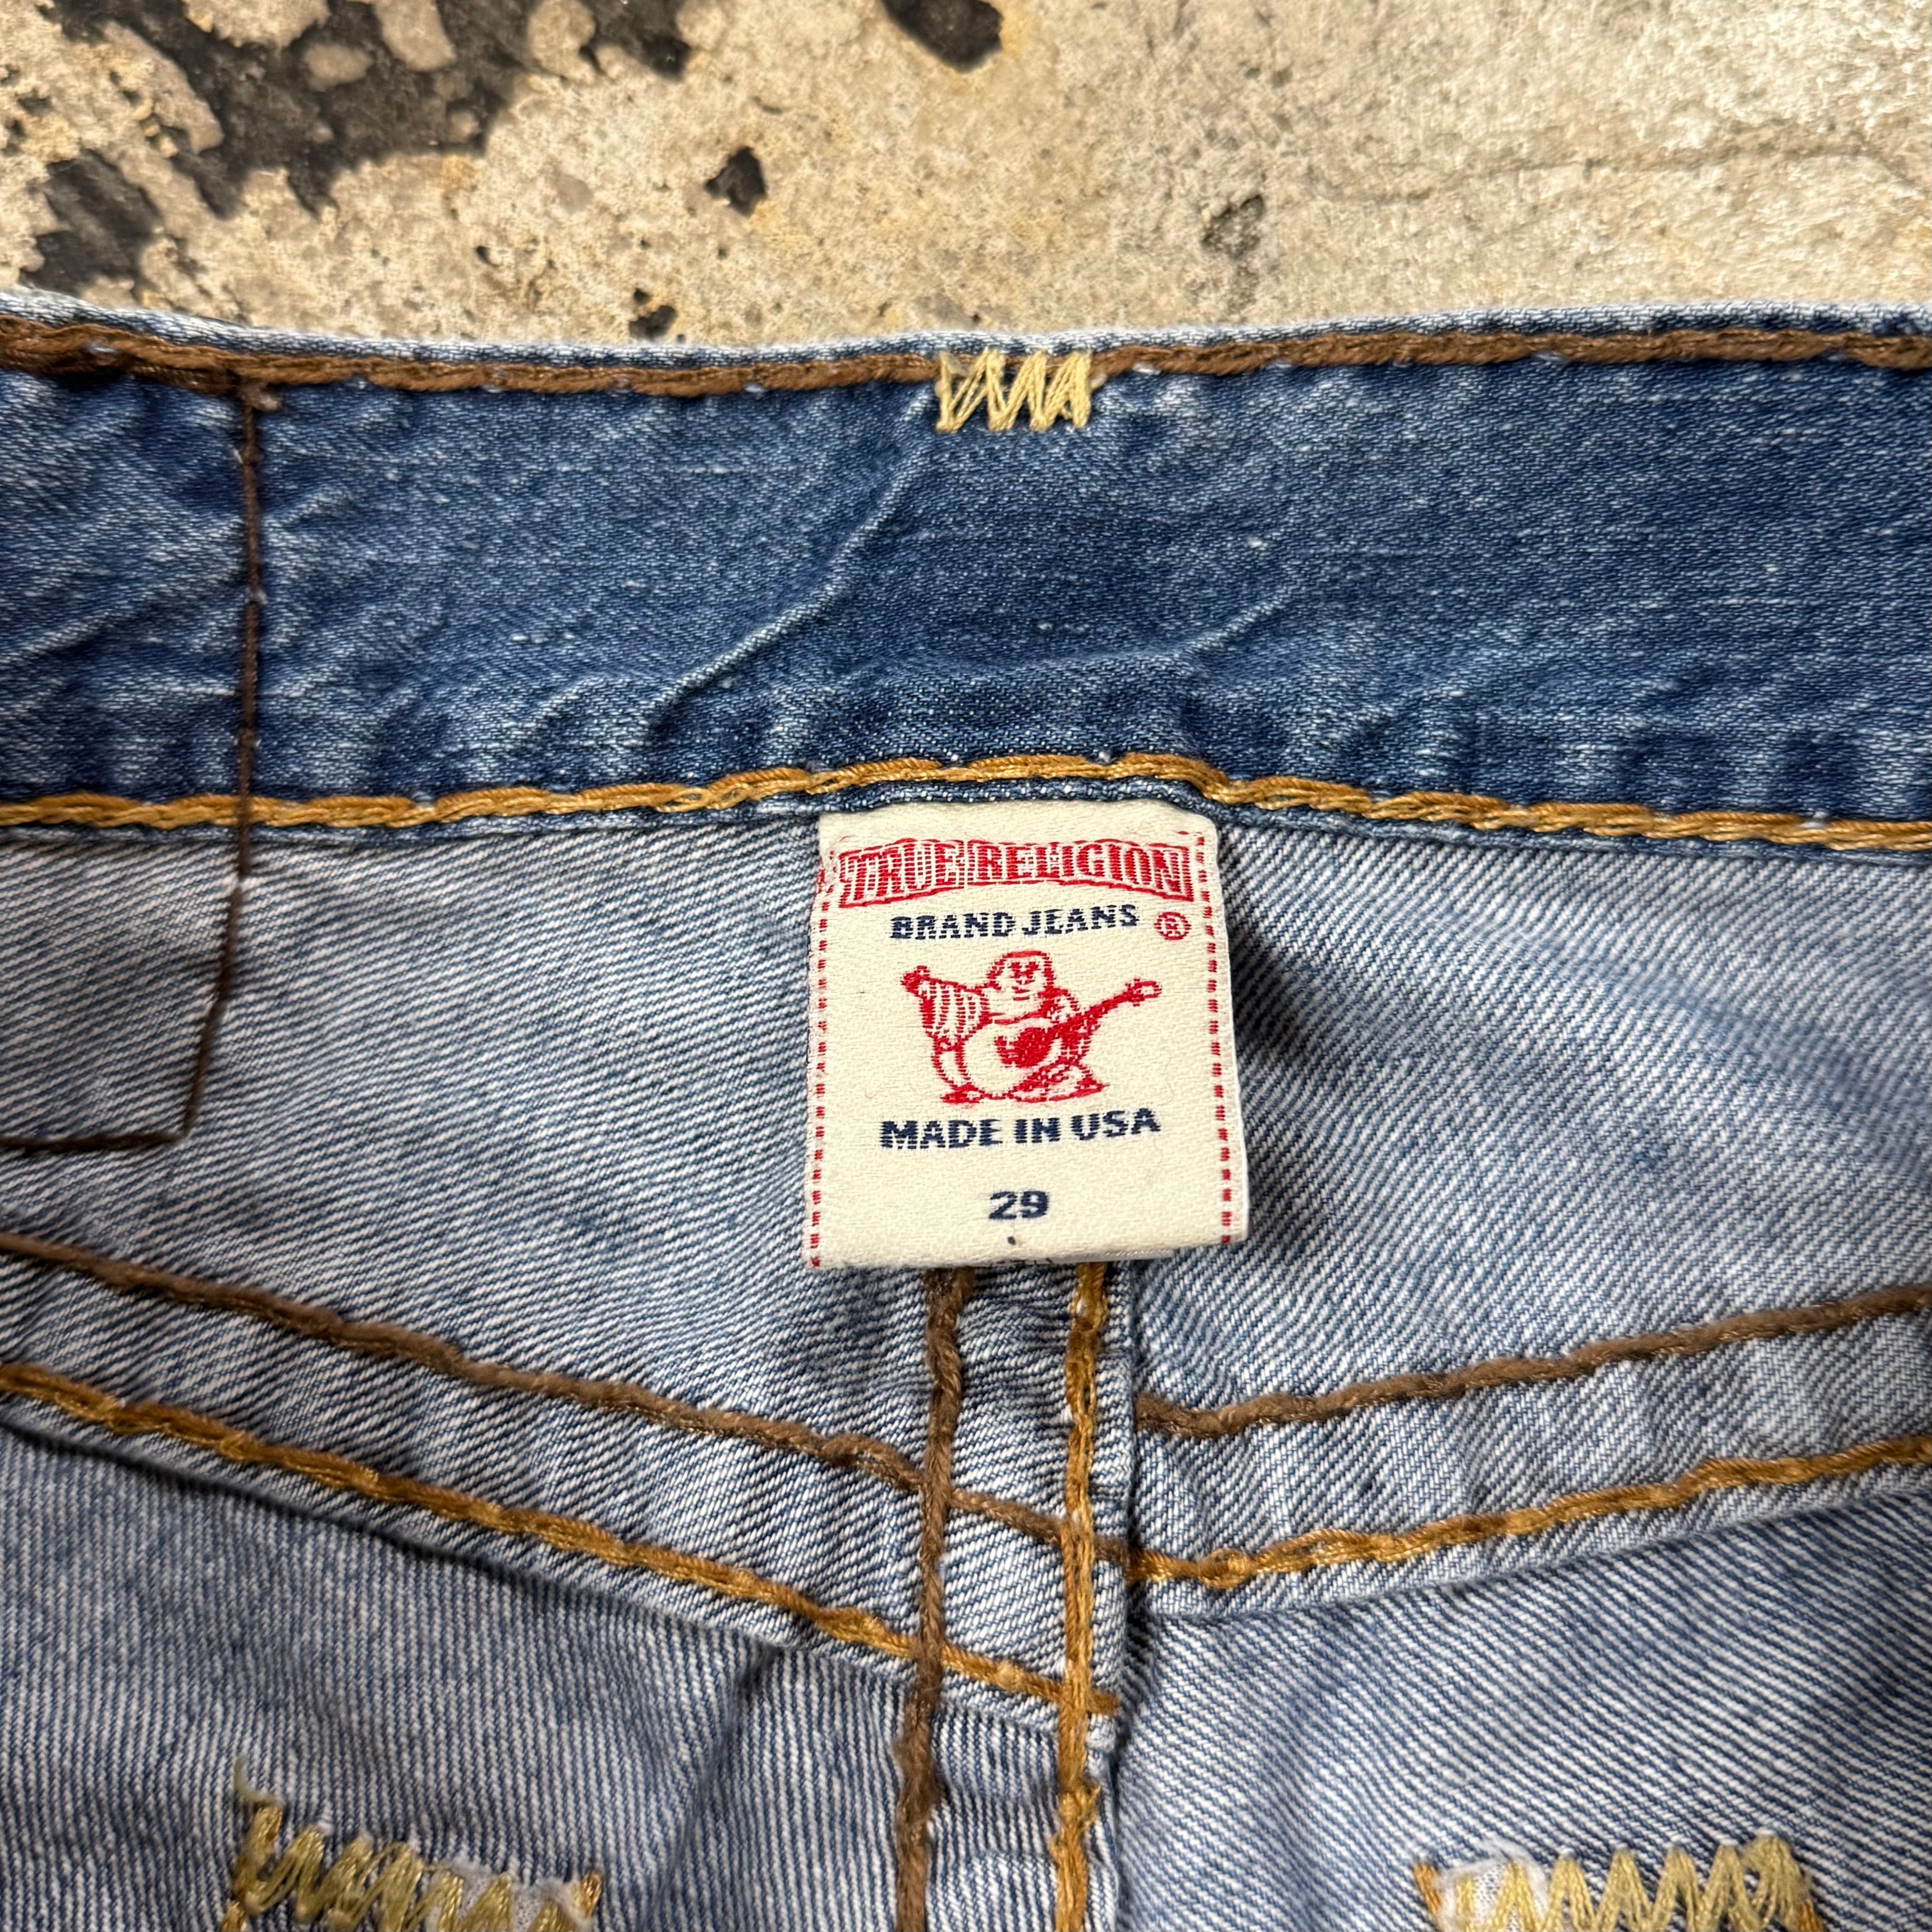 TRUE RELIGION
BRAND JEANS ®
MADE IN USA
29